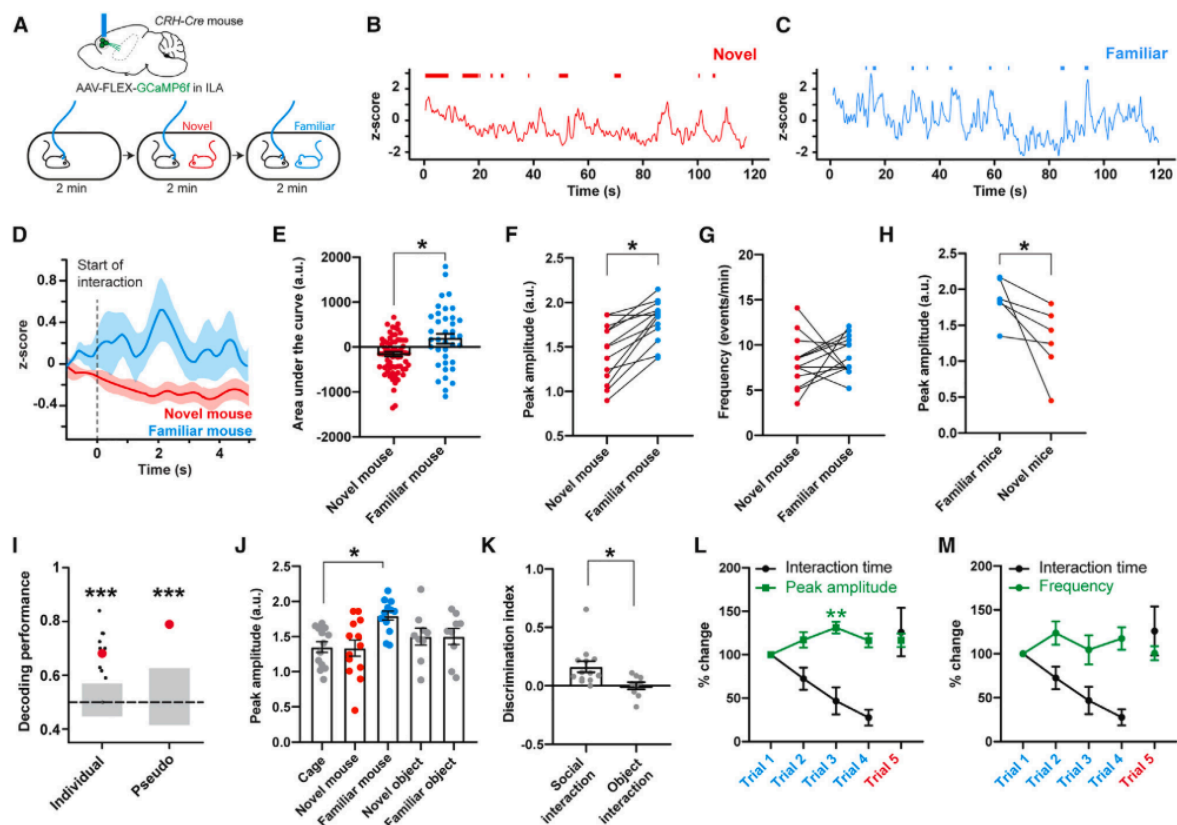 A
CRH-Cre mouse
AAV-FLEX-GCaMP6f in ILA
Novel
Familiar
2 min
2 min
2 min
B
Novel
z-score
2
0
-2
0
20
40
60
80
100
120
Time (s)
C
Familiar
z-score
2
0
-2
0
20
40
60
80
100
120
Time (s)
D
Start of
interaction
z-score
0.8
0.4
0
-0.4
Novel mouse
Familiar mouse
0
2
4
Time (s)
E
*
Area under the curve (a.u.)
2000
1000
0
-1000
-2000
Novel mouse
Familiar mouse
F
*
Peak amplitude (a.u.)
2.5
2.0
1.5
1.0
0.5
Novel mouse
Familiar mouse
G
Frequency (events/min)
20
15
10
5
0
Novel mouse
Familiar mouse
H
*
Peak amplitude (a.u.)
2.5
2.0
1.5
1.0
0.5
0.0
Familiar mice
Novel mice
I
*** ***
Decoding performance
1
0.8
0.6
0.4
Individual
Pseudo
J
*
Peak amplitude (a.u.)
2.5
2.0
1.5
1.0
0.5
0.0
Cage
Novel mouse
Familiar mouse
Novel object
Familiar object
K
*
Discrimination index
1.0
0.5
0.0
-0.5
Social
interaction
Object
interaction
L
Interaction time
Peak amplitude
**
% change
200
150
100
50
0
Trial 1
Trial 2
Trial 3
Trial 4
Trial 5
M
Interaction time
Frequency
% change
200
150
100
50
0
Trial 1
Trial 2
Trial 3
Trial 4
Trial 5